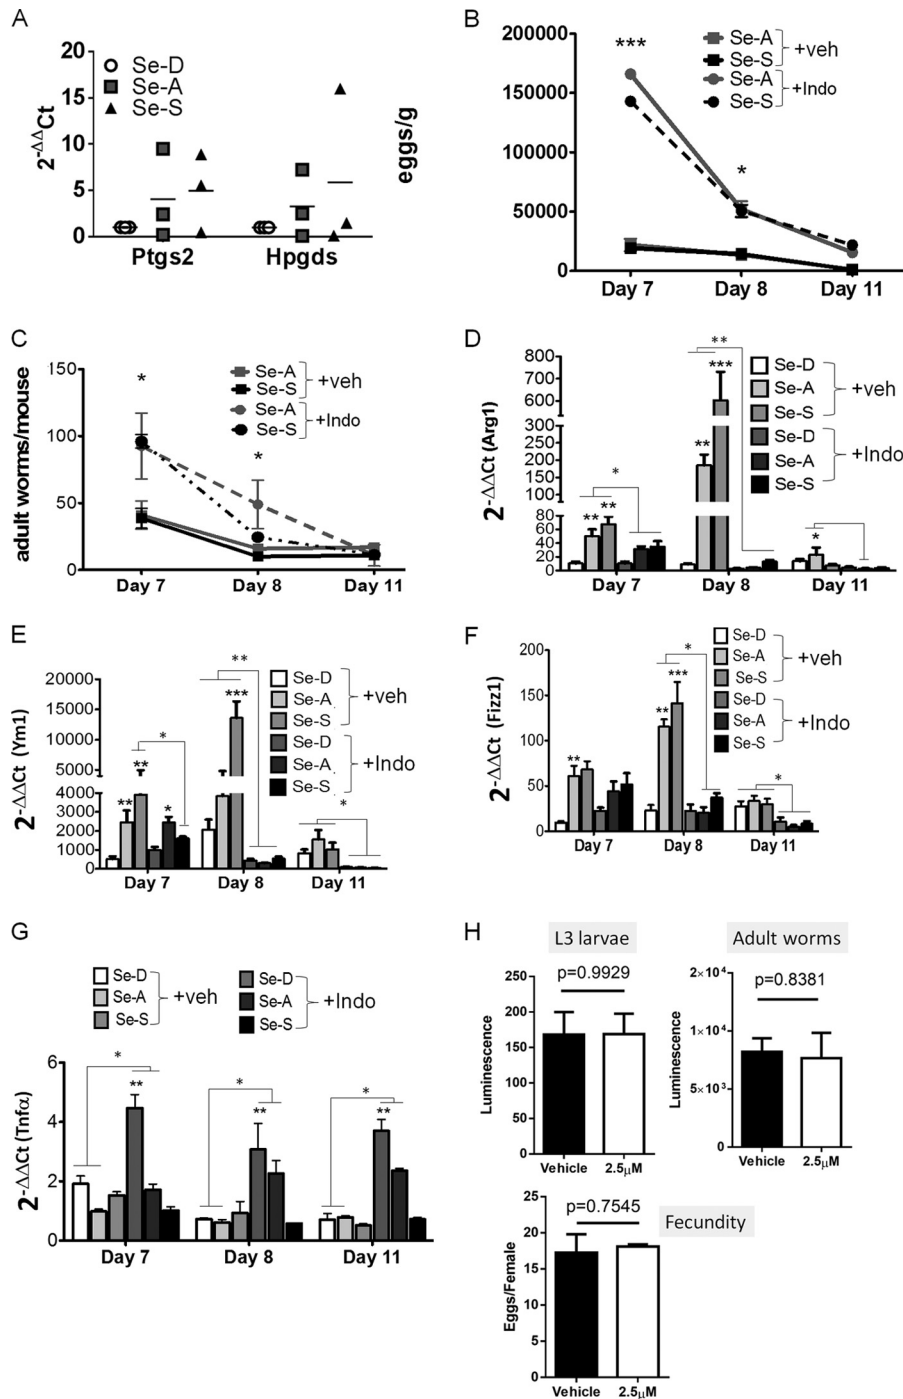 A
20
15
10
5
0
2^-ΔΔCt
Se-D
Se-A
Se-S
Ptgs2
Hpgds
B
eggs/g
200000
150000
100000
50000
0
***
*
Se-A
Se-S
+veh
Se-A
Se-S
+Indo
Day 7
Day 8
Day 11
C
adult worms/mouse
150
100
50
0
*
*
Se-A
Se-S
+veh
Se-A
Se-S
+Indo
Day 7
Day 8
Day 11
D
2^-ΔΔCt (Arg1)
800
700
600
500
400
300
200
250
200
150
100
60
40
20
0
**
***
**
*
** **
*
Se-D
Se-A
Se-S
+veh
Se-D
Se-A
Se-S
+Indo
Day 7
Day 8
Day 11
E
2^-ΔΔCt (Ym1)
20000
15000
10000
5000
4000
3000
2000
1000
0
**
***
*
**
**
*
*
Se-D
Se-A
Se-S
+veh
Se-D
Se-A
Se-S
+Indo
Day 7
Day 8
Day 11
F
2^-ΔΔCt (Fizz1)
200
150
100
50
0
*
***
**
**
*
Se-D
Se-A
Se-S
+veh
Se-D
Se-A
Se-S
+Indo
Day 7
Day 8
Day 11
G
Se-D
Se-A
Se-S
+veh
Se-D
Se-A
Se-S
+Indo
2^-ΔΔCt (Tnfα)
6
4
2
0
*
**
*
**
*
**
Day 7
Day 8
Day 11
H
L3 larvae
Luminescence
250
200
150
100
50
0
p=0.9929
Vehicle
2.5μM
Adult worms
Luminescence
2×10^4
1×10^4
5×10^3
0
p=0.8381
Vehicle
2.5μM
Fecundity
Eggs/Female
25
20
15
10
5
0
p=0.7545
Vehicle
2.5μM